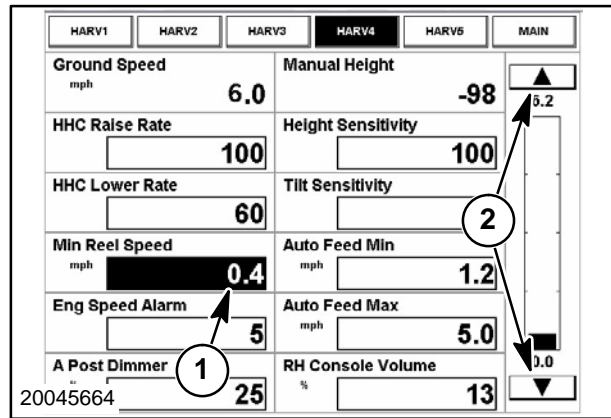 HARV1 HARV2 HARV3 HARV4 HARV5 MAIN
Ground Speed
mph
6.0
Manual Height
-98
HHC Raise Rate
100
Height Sensitivity
100
HHC Lower Rate
60
Tilt Sensitivity
Min Reel Speed
mph
0.4
Auto Feed Min
mph
1.2
Eng Speed Alarm
5
Auto Feed Max
mph
5.0
A Post Dimmer
25
RH Console Volume
%
13
0.0
1
2
20045664